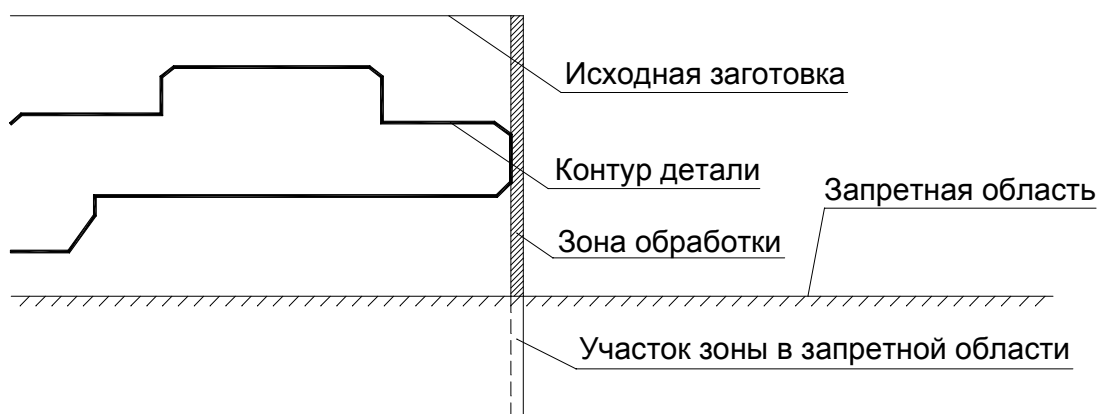 Исходная заготовка
Контур детали
Запретная область
Зона обработки
Участок зоны в запретной области